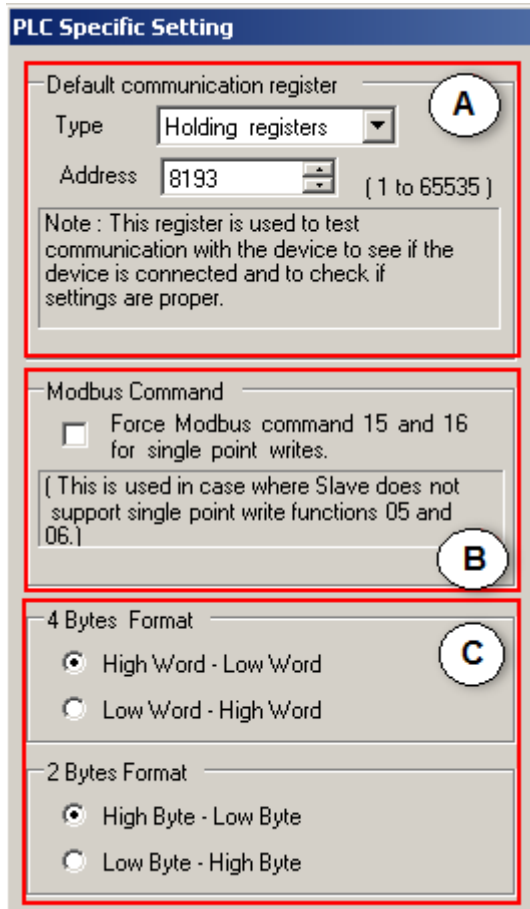 PLC Specific Setting
Default communication register
A
Type Holding registers
Address 8193 ( 1 to 65535 )
Note : This register is used to test
communication with the device to see if the
device is connected and to check if
settings are proper.
Modbus Command
Force Modbus command 15 and 16
for single point writes.
( This is used in case where Slave does not
support single point write functions 05 and
06.)
B
4 Bytes Format
C
High Word - Low Word
Low Word - High Word
2 Bytes Format
High Byte - Low Byte
Low Byte - High Byte